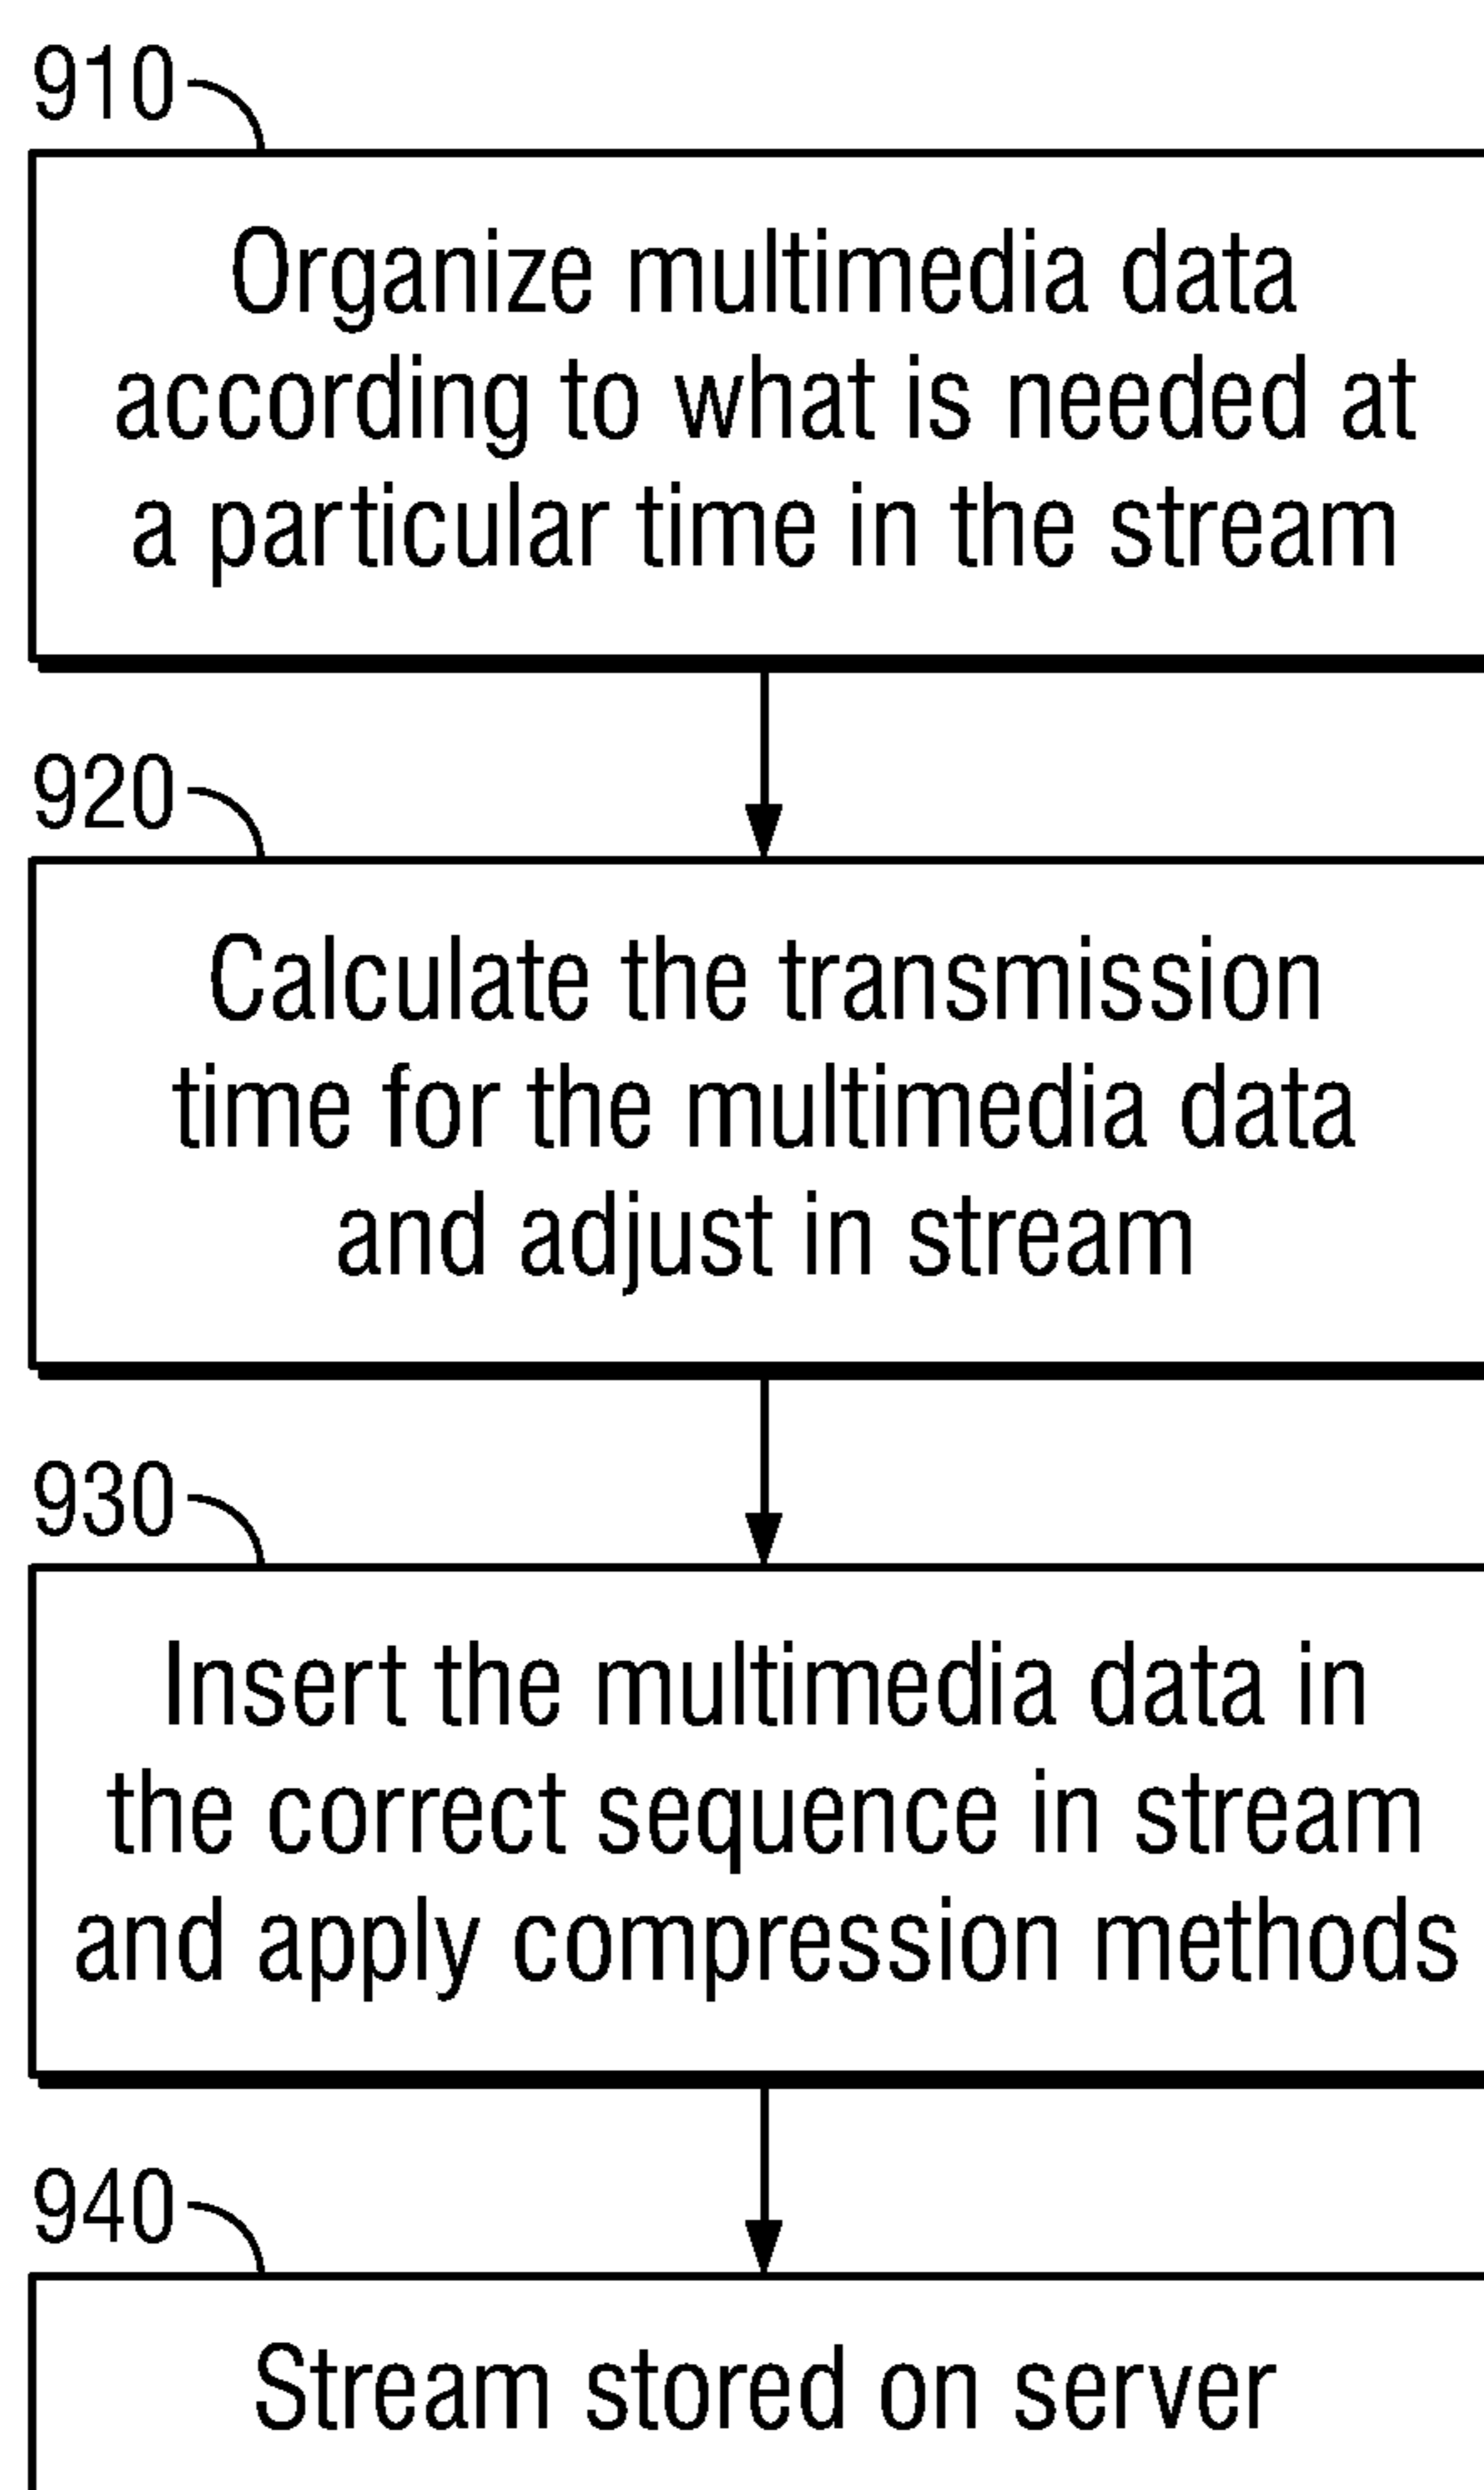 910
Organize multimedia data
according to what is needed at
a particular time in the stream
920
Calculate the transmission
time for the multimedia data
and adjust in stream
930
Insert the multimedia data in
the correct sequence in stream
and apply compression methods
940
Stream stored on server